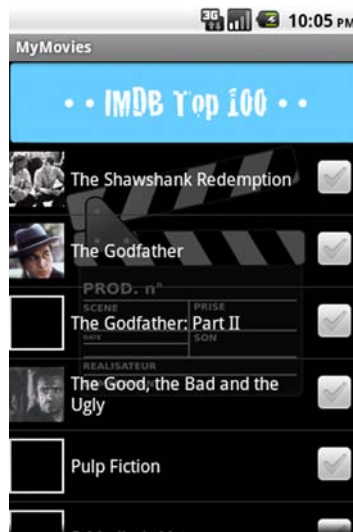 3G 10:05 PM
MyMovies
• • IMDB Top 100 • •
The Shawshank Redemption
The Godfather
PROD. n°
SCENE PRISE
The Godfather: Part II
DATE SON
REALISATEUR
The Good, the Bad and the
Ugly
Pulp Fiction